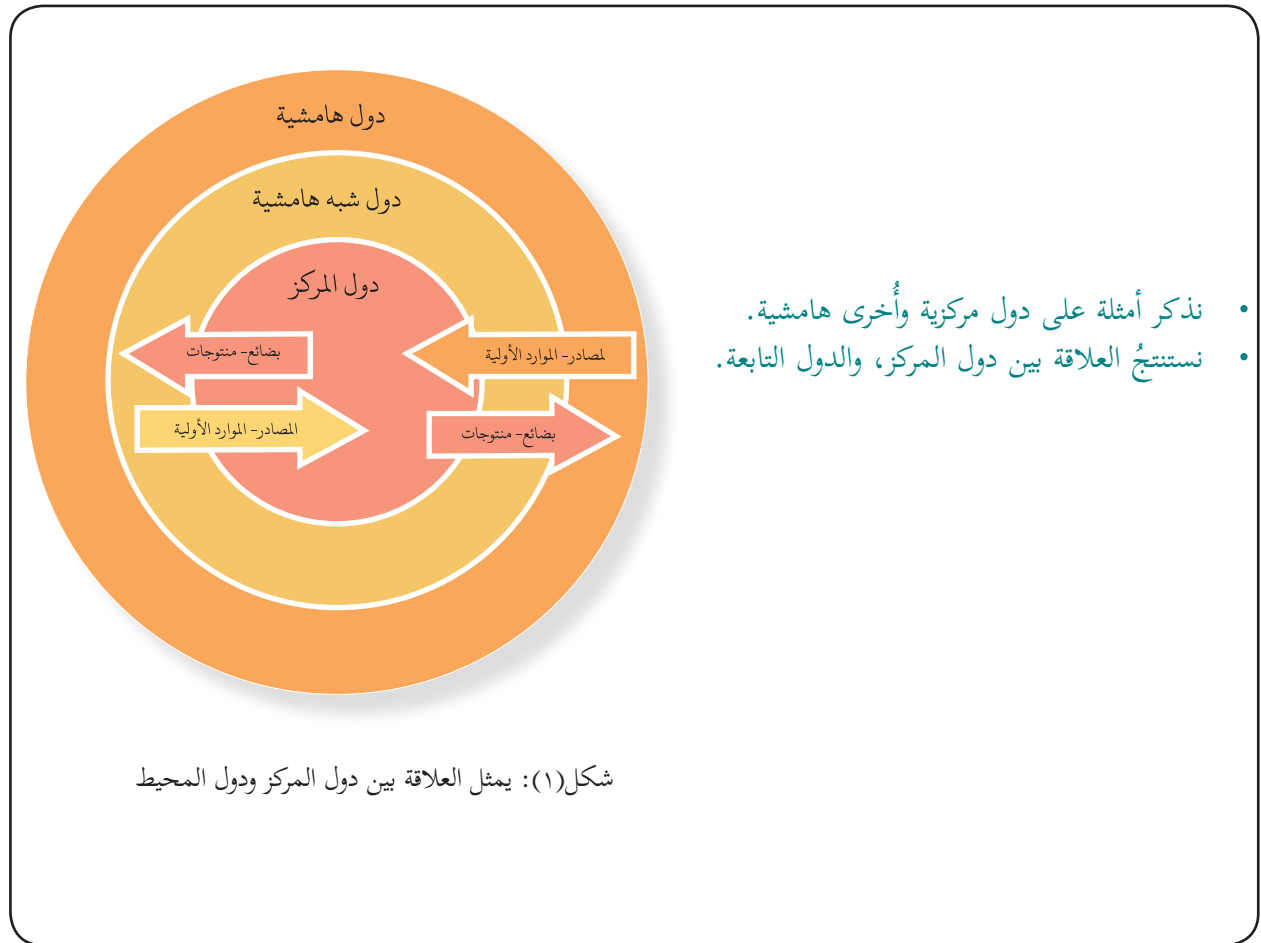 دول هامشية
دول شبه هامشية
دول المركز
بضائع- منتوجات
لمصادر- الموارد الأولية
المصادر- الموارد الأولية
بضائع- منتوجات
• نذكر أمثلة على دول مركزية وأُخرى هامشية.
• نستنتجُ العلاقة بين دول المركز، والدول التابعة.
شكل(١): يمثل العلاقة بين دول المركز ودول المحيط